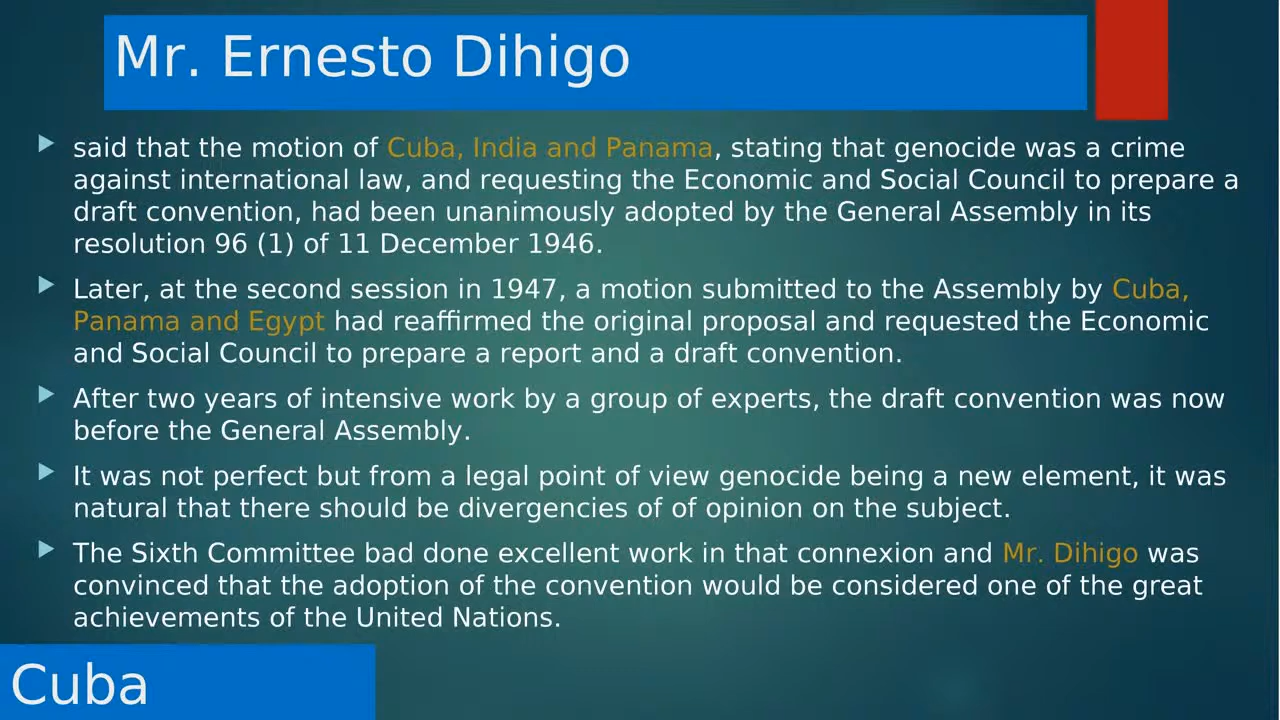 Mr. Ernesto Dihigo
said that the motion of Cuba, India and Panama, stating that genocide was a crime
against international law, and requesting the Economic and Social Council to prepare a
draft convention, had been unanimously adopted by the General Assembly in its
resolution 96 (1) of 11 December 1946.
Later, at the second session in 1947, a motion submitted to the Assembly by Cuba,
Panama and Egypt had reaffirmed the original proposal and requested the Economic
and Social Council to prepare a report and a draft convention.
After two years of intensive work by a group of experts, the draft convention was now
before the General Assembly.
It was not perfect but from a legal point of view genocide being a new element, it was
natural that there should be divergencies of of opinion on the subject.
The Sixth Committee bad done excellent work in that connexion and Mr. Dihigo was
convinced that the adoption of the convention would be considered one of the great
achievements of the United Nations.
Cuba